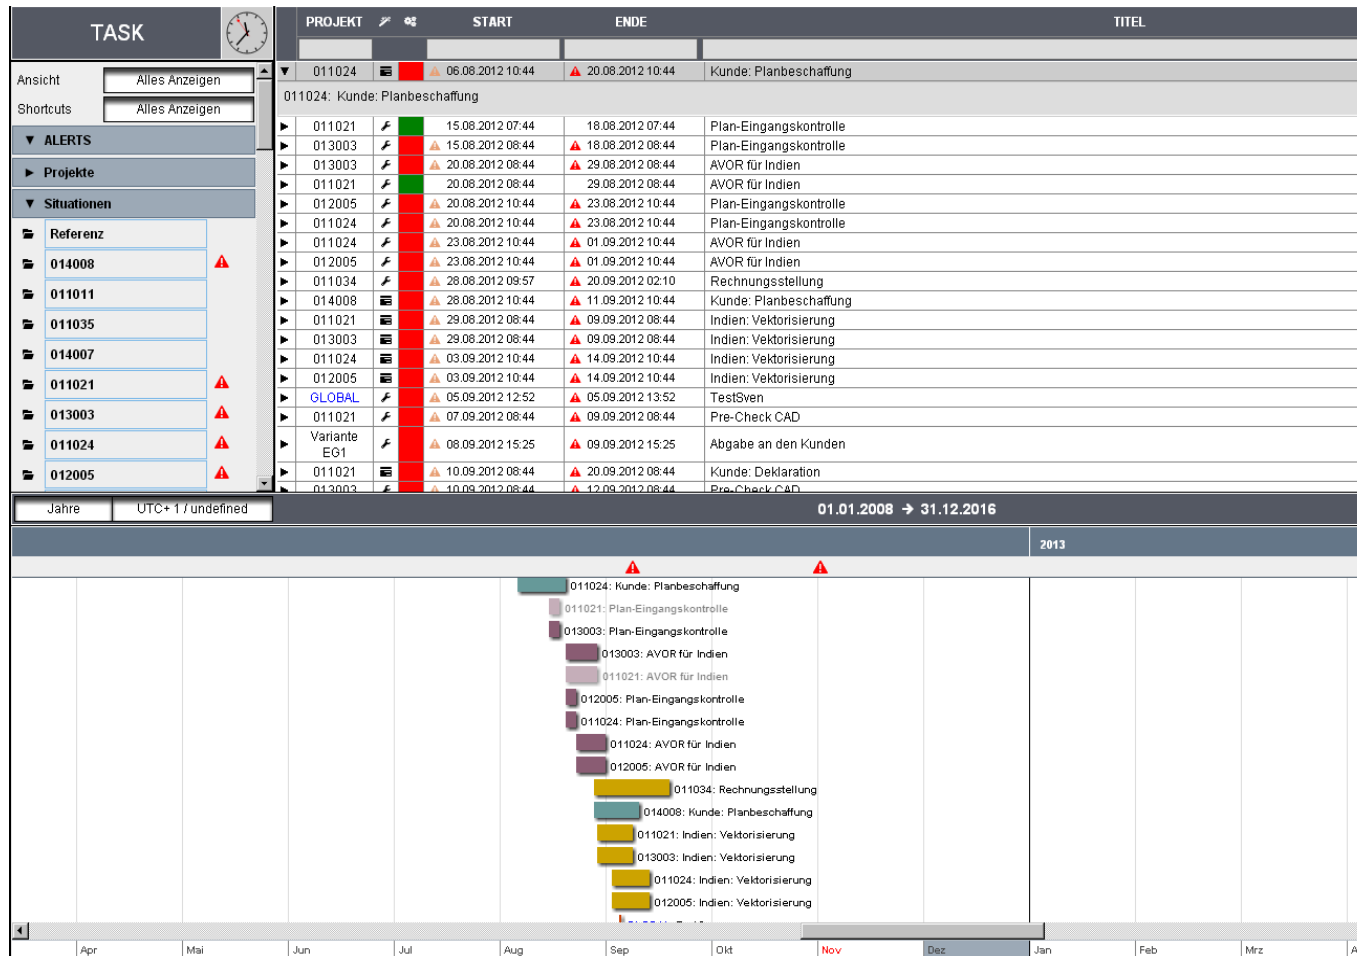 TASK
PROJEKT START ENDE TITEL
Ansicht Alles Anzeigen
Shortcuts Alles Anzeigen
▼ ALERTS
► Projekte
▼ Situationen
Referenz
014008
011011
011035
014007
011021
013003
011024
012005
011024 06.08.2012 10:44 20.08.2012 10:44 Kunde: Planbeschaffung
011024: Kunde: Planbeschaffung
011021 15.08.2012 07:44 18.08.2012 07:44 Plan-Eingangskontrolle
013003 15.08.2012 08:44 18.08.2012 08:44 Plan-Eingangskontrolle
013003 20.08.2012 08:44 29.08.2012 08:44 AVOR für Indien
011021 20.08.2012 08:44 29.08.2012 08:44 AVOR für Indien
012005 20.08.2012 08:44 23.08.2012 08:44 Plan-Eingangskontrolle
011024 20.08.2012 08:44 23.08.2012 08:44 Plan-Eingangskontrolle
011024 23.08.2012 10:44 01.09.2012 10:44 AVOR für Indien
012005 23.08.2012 10:44 01.09.2012 10:44 AVOR für Indien
011034 28.08.2012 09:57 20.09.2012 02:10 Rechnungsstellung
014008 28.08.2012 10:44 11.09.2012 10:44 Kunde: Planbeschaffung
011021 29.08.2012 08:44 09.09.2012 08:44 Indien: Vektorisierung
013003 29.08.2012 08:44 09.09.2012 08:44 Indien: Vektorisierung
011024 03.09.2012 10:44 14.09.2012 10:44 Indien: Vektorisierung
012005 03.09.2012 10:44 14.09.2012 10:44 Indien: Vektorisierung
GLOBAL 05.09.2012 12:52 05.09.2012 13:52 TestSven
011021 07.09.2012 08:44 09.09.2012 08:44 Pre-Check CAD
Variante
EG1 08.09.2012 15:25 09.09.2012 15:25 Abgabe an den Kunden
011021 10.09.2012 08:44 20.09.2012 08:44 Kunde: Deklaration
013003 10.09.2012 08:44 12.09.2012 08:44 Pre-Check CAD
Jahre UTC+ 1 / undefined 01.01.2008 → 31.12.2016
2013
011024: Kunde: Planbeschaffung
011021: Plan-Eingangskontrolle
013003: Plan-Eingangskontrolle
013003: AVOR für Indien
011021: AVOR für Indien
012005: Plan-Eingangskontrolle
011024: Plan-Eingangskontrolle
011024: AVOR für Indien
012005: AVOR für Indien
011034: Rechnungsstellung
014008: Kunde: Planbeschaffung
011021: Indien: Vektorisierung
013003: Indien: Vektorisierung
011024: Indien: Vektorisierung
012005: Indien: Vektorisierung
Apr Mai Jun Jul Aug Sep Okt Nov Dez Jan Feb Mrz A